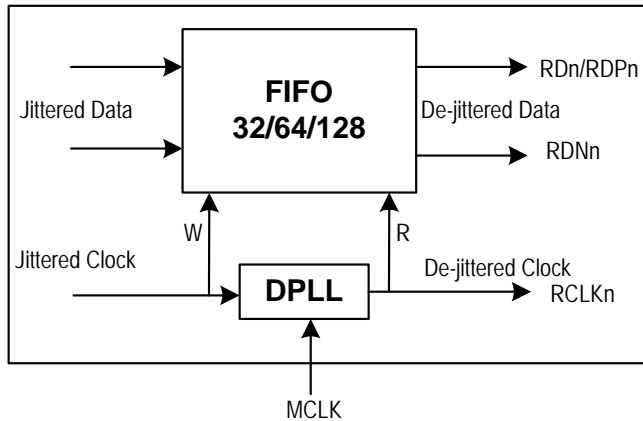 RDn/RDPn
FIFO
32/64/128
Jittered Data
De-jittered Data
RDNn
W
R
Jittered Clock
De-jittered Clock
DPLL
RCLKn
MCLK